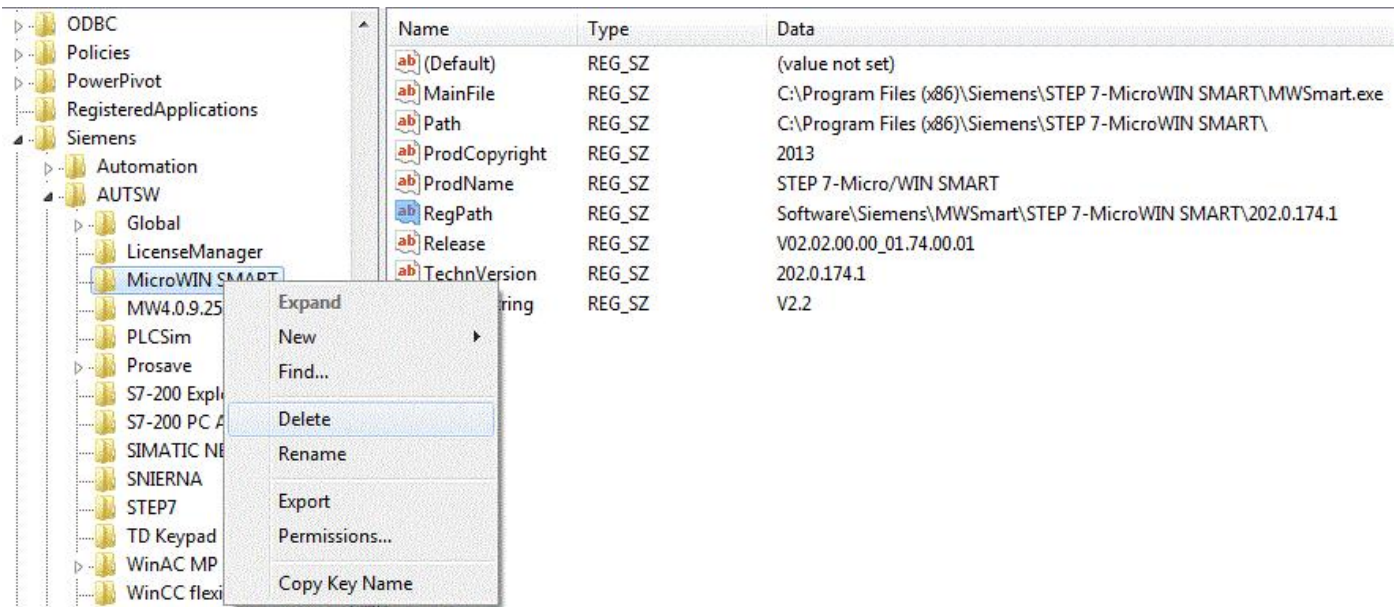 ODBC
Policies
PowerPivot
RegisteredApplications
Siemens
Automation
AUTSW
Global
LicenseManager
MicroWIN SMART
MW4.0.9.25
PLCSim
Prosave
S7-200 Expl
S7-200 PC A
SIMATIC NE
SNIERNA
STEP7
TD Keypad
WinAC MP
WinCC flexi
Expand
New
Find...
Delete
Rename
Export
Permissions...
Copy Key Name
Name Type Data
(Default) REG_SZ (value not set)
MainFile REG_SZ C:\Program Files (x86)\Siemens\STEP 7-MicroWIN SMART\MWSmart.exe
Path REG_SZ C:\Program Files (x86)\Siemens\STEP 7-MicroWIN SMART\
ProdCopyright REG_SZ 2013
ProdName REG_SZ STEP 7-Micro/WIN SMART
RegPath REG_SZ Software\Siemens\MWSmart\STEP 7-MicroWIN SMART\202.0.174.1
Release REG_SZ V02.02.00.00_01.74.00.01
TechnVersion REG_SZ 202.0.174.1
ring REG_SZ V2.2